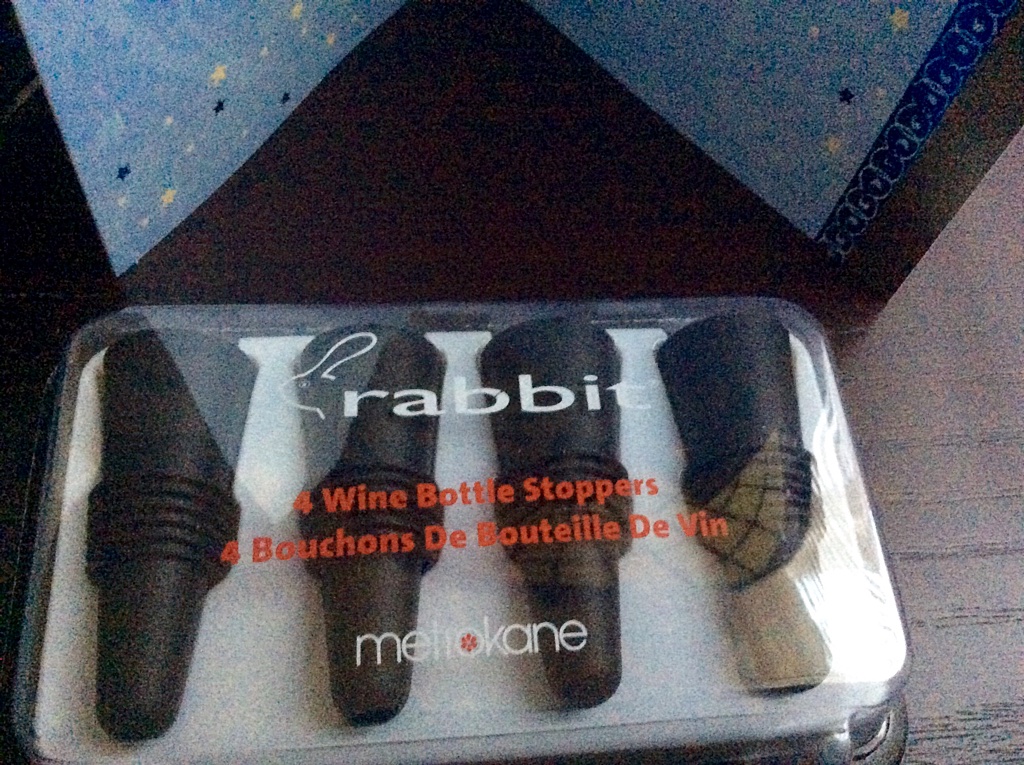 rabbit
4 Wine Bottle Stoppers
4 Bouchons De Bouteille De Vin
metrokane